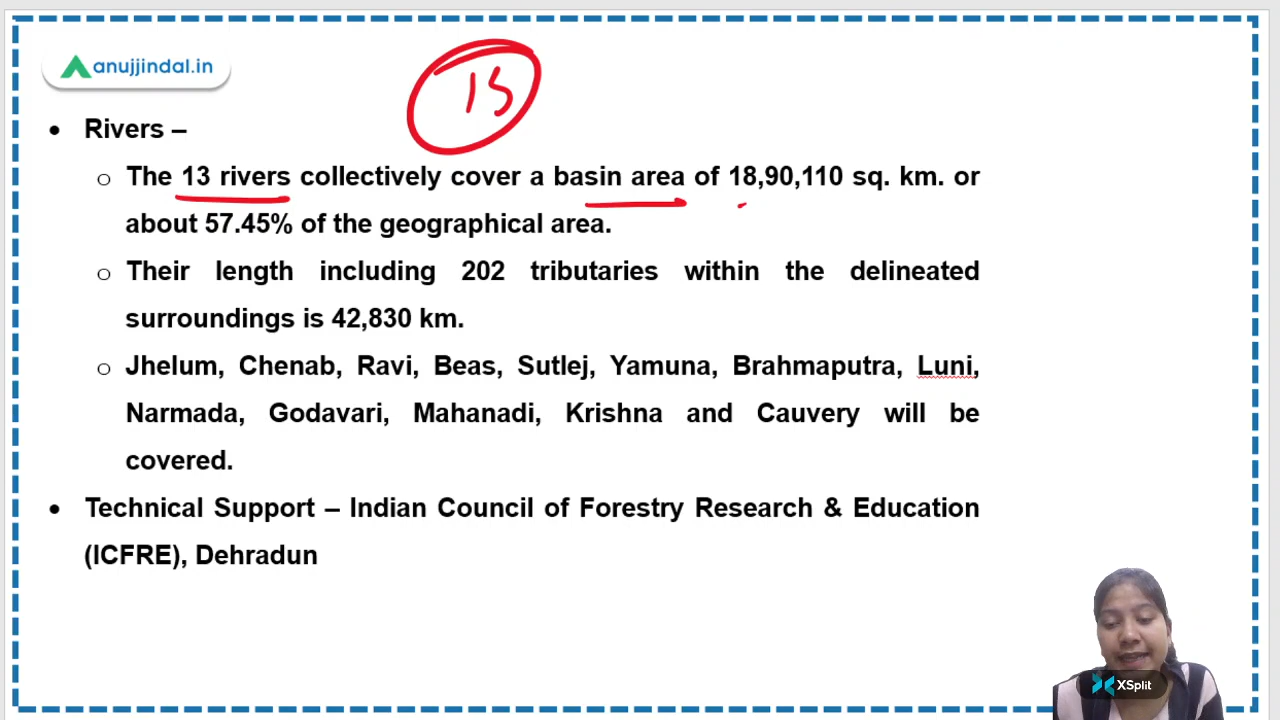 anujjindal.in
15
• Rivers –
o The 13 rivers collectively cover a basin area of 18,90,110 sq. km. or
about 57.45% of the geographical area.
o Their length including 202 tributaries within the delineated
surroundings is 42,830 km.
o Jhelum, Chenab, Ravi, Beas, Sutlej, Yamuna, Brahmaputra, Luni,
Narmada, Godavari, Mahanadi, Krishna and Cauvery will be
covered.
• Technical Support – Indian Council of Forestry Research & Education
(ICFRE), Dehradun
XSplit